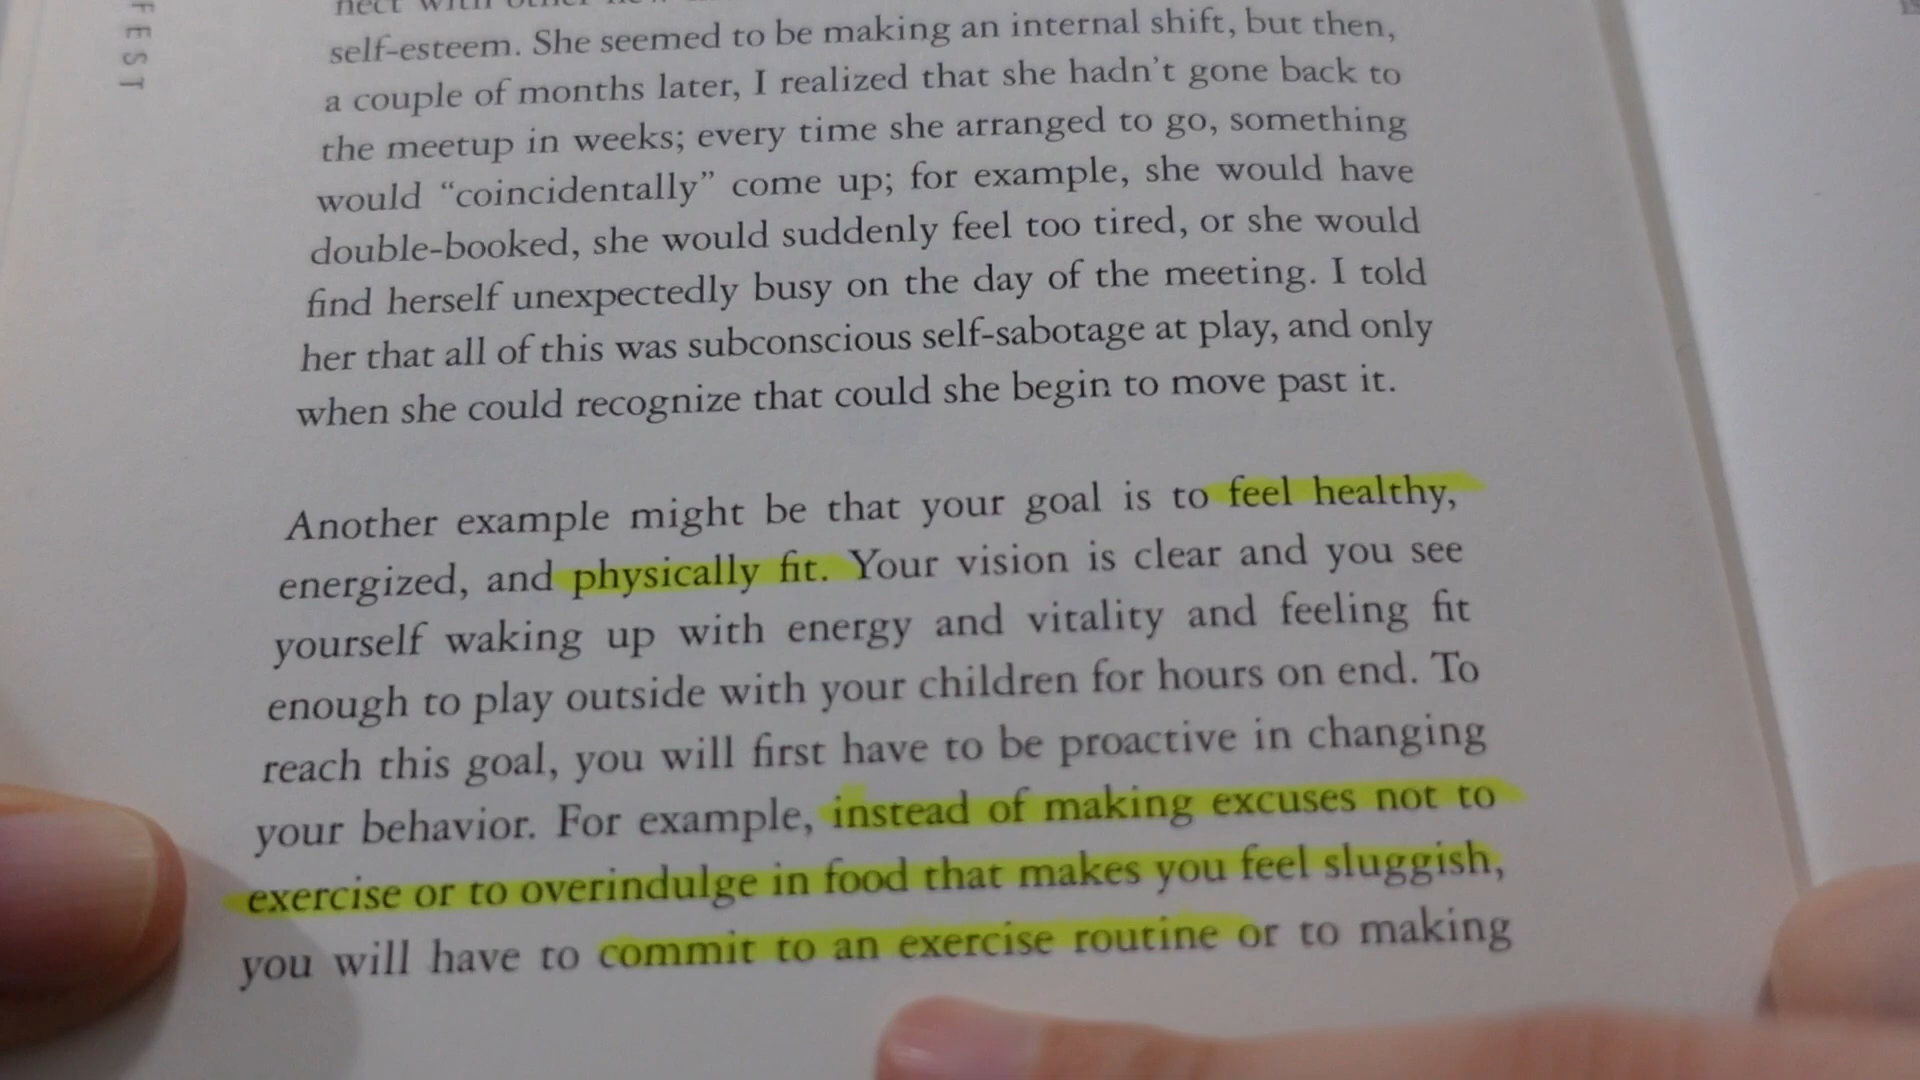 FEST
nect with other
self-esteem. She seemed to be making an internal shift, but then,
a couple of months later, I realized that she hadn't gone back to
the meetup in weeks; every time she arranged to go, something
would “coincidentally” come up; for example, she would have
double-booked, she would suddenly feel too tired, or she would
find herself unexpectedly busy on the day of the meeting. I told
her that all of this was subconscious self-sabotage at play, and only
when she could recognize that could she begin to move past it.
Another example might be that your goal is to feel healthy,
energized, and physically fit. Your vision is clear and you see
yourself waking up with energy and vitality and feeling fit
enough to play outside with your children for hours on end. To
reach this goal, you will first have to be proactive in changing
your behavior. For example, instead of making excuses not to
exercise or to overindulge in food that makes you feel sluggish,
you will have to commit to an exercise routine or to making